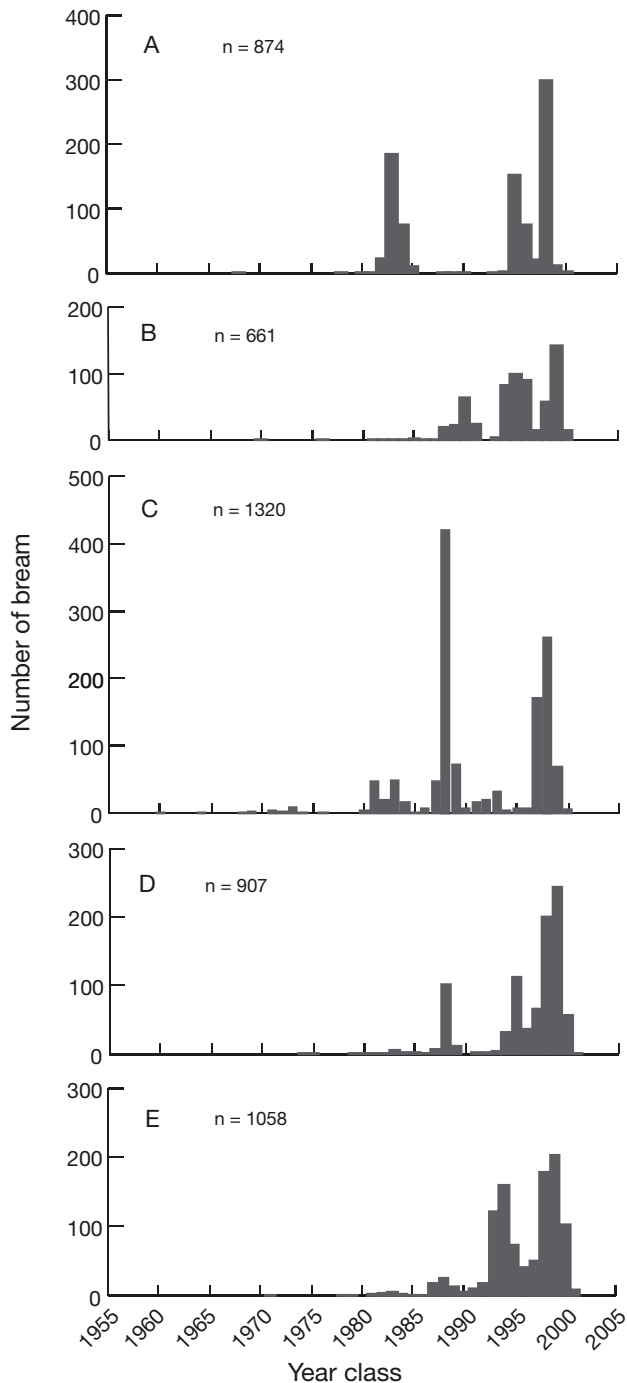 400
A
n = 874
300
200
100
0
200
B
n = 661
100
0
500
C
n = 1320
400
300
200
100
0
300
D
n = 907
200
100
0
300
E
n = 1058
200
100
0
Number of bream
1955 1960 1965 1970 1975 1980 1985 1990 1995 2000 2005
Year class